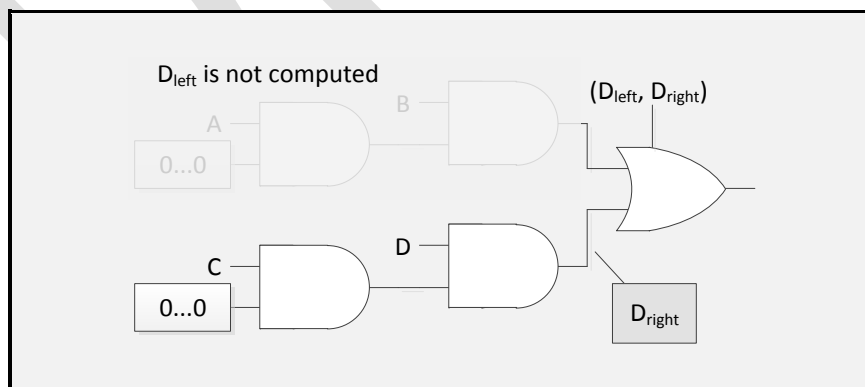 D_left is not computed
(D_left, D_right)
A
B
0...0
C
D
0...0
D_right